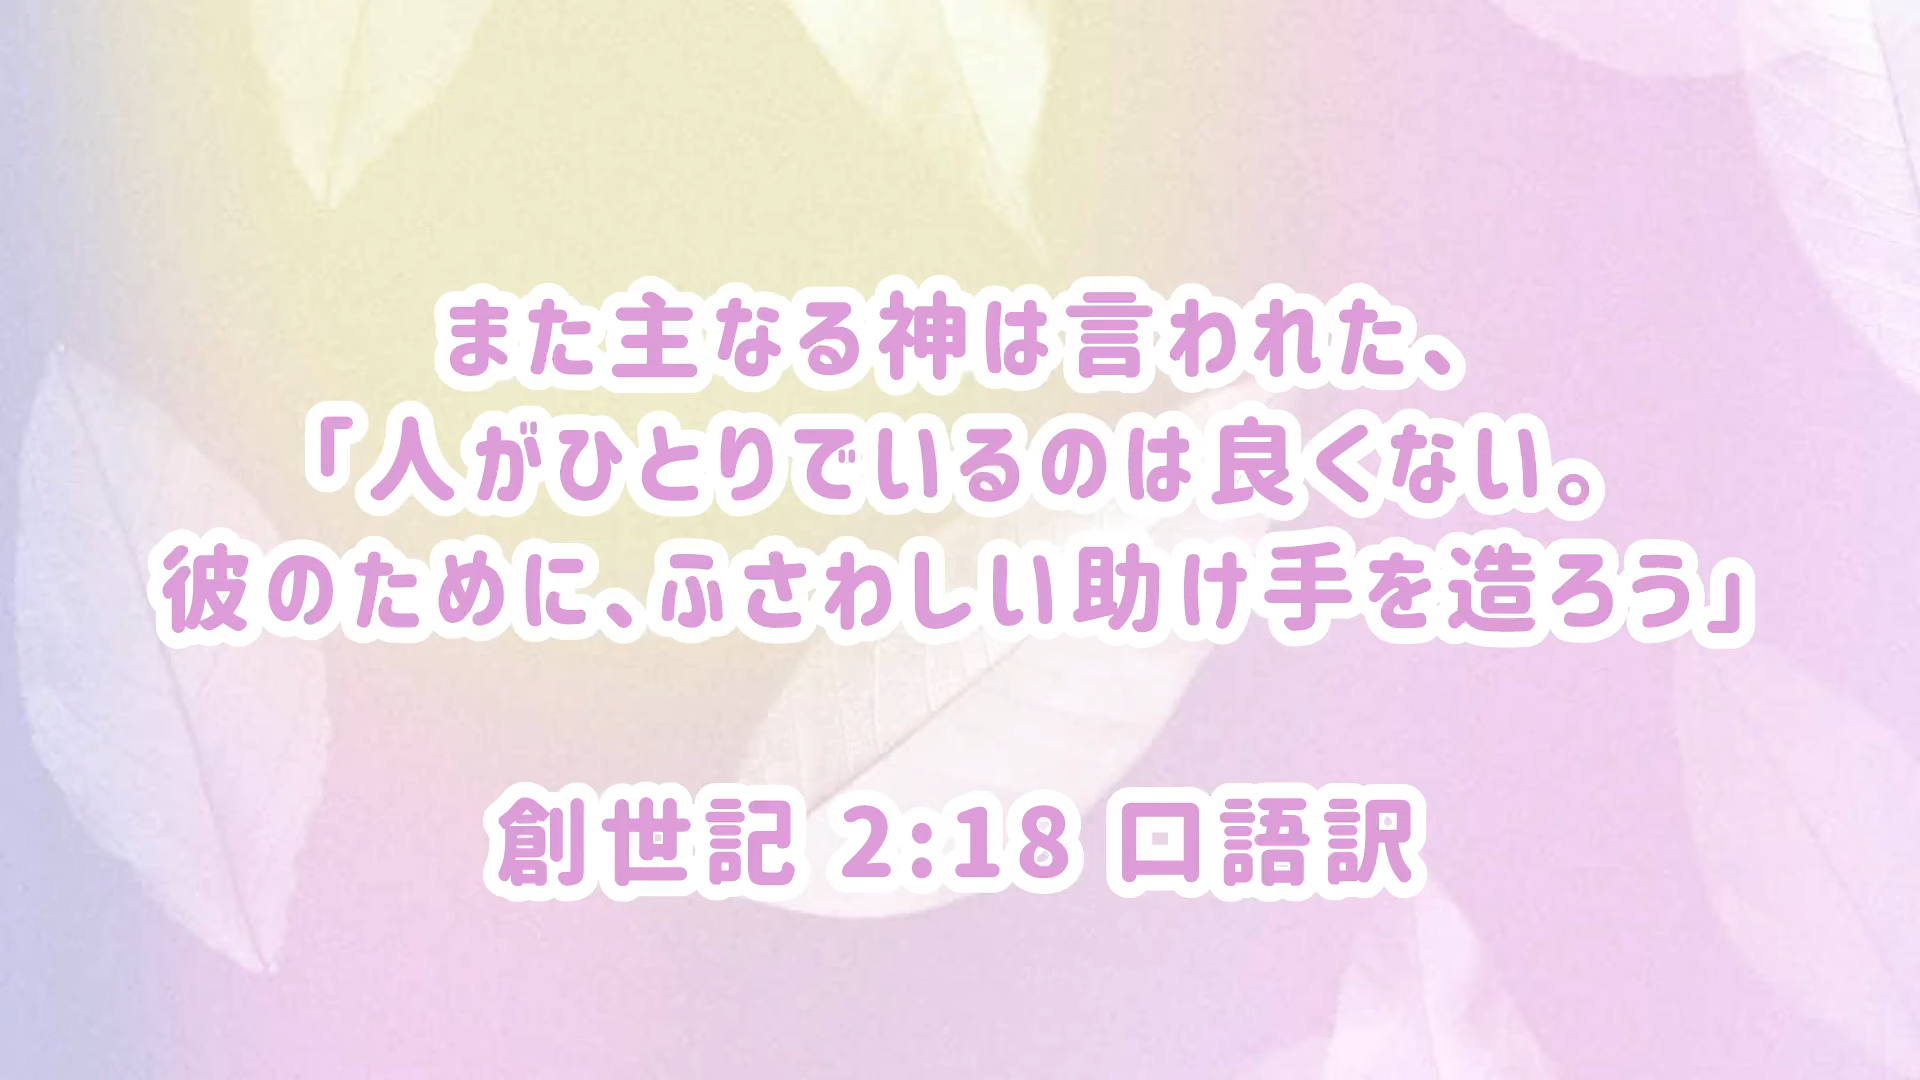 また主なる神は言われた、
「人がひとりでいるのは良くない。
彼のために、ふさわしい助け手を造ろう」
創世記 2:18 口語訳